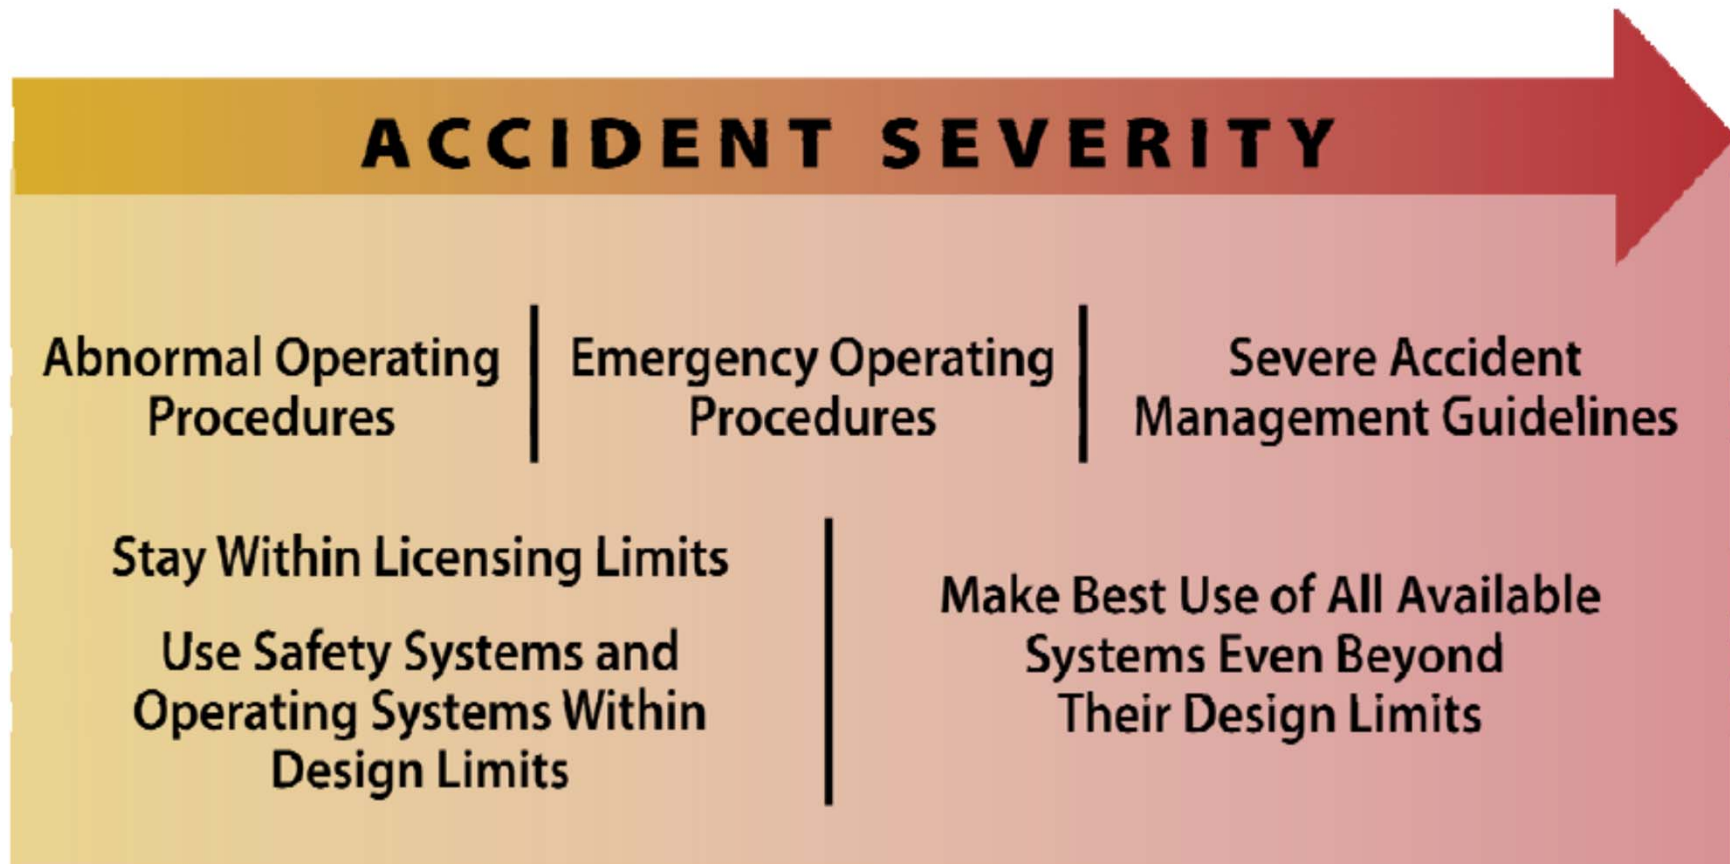 ACCIDENT SEVERITY
Abnormal Operating
Procedures
Emergency Operating
Procedures
Severe Accident
Management Guidelines
Stay Within Licensing Limits
Use Safety Systems and
Operating Systems Within
Design Limits
Make Best Use of All Available
Systems Even Beyond
Their Design Limits